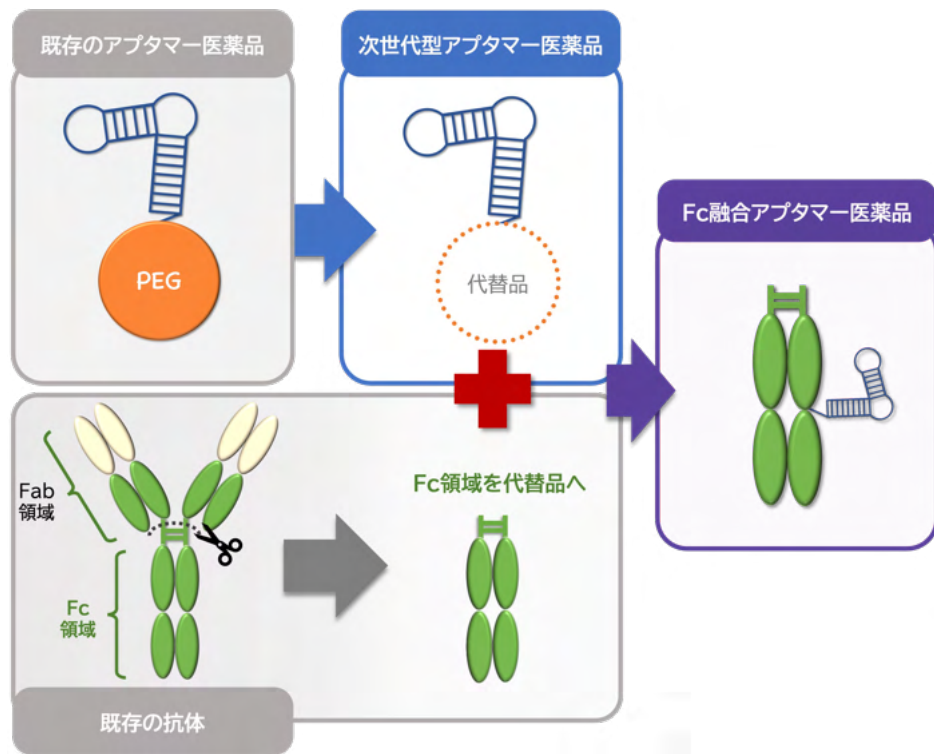 既存のアプタマー医薬品
次世代型アプタマー医薬品
PEG
代替品
Fc融合アプタマー医薬品
Fab
領域
Fc
領域
Fc領域を代替品へ
既存の抗体